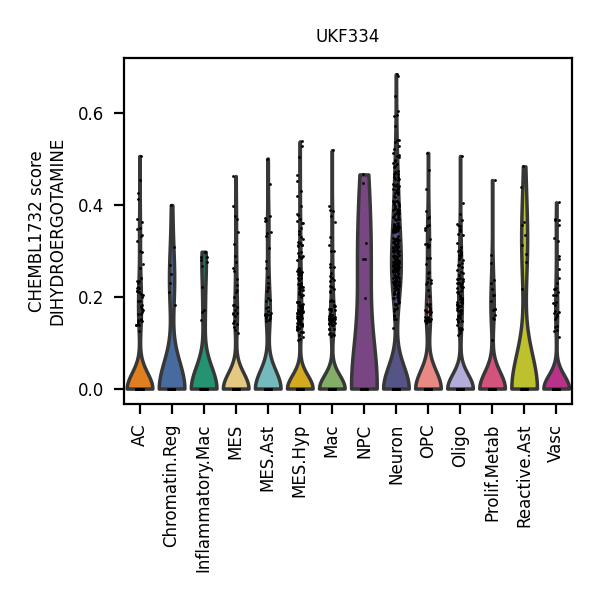 UKF334
CHEMBL1732 score
DIHYDROERGOTAMINE
0.6
0.4
0.2
0.0
AC
Chromatin.Reg
Inflammatory.Mac
MES
MES.Ast
MES.Hyp
Mac
NPC
Neuron
OPC
Oligo
Prolif.Metab
Reactive.Ast
Vasc